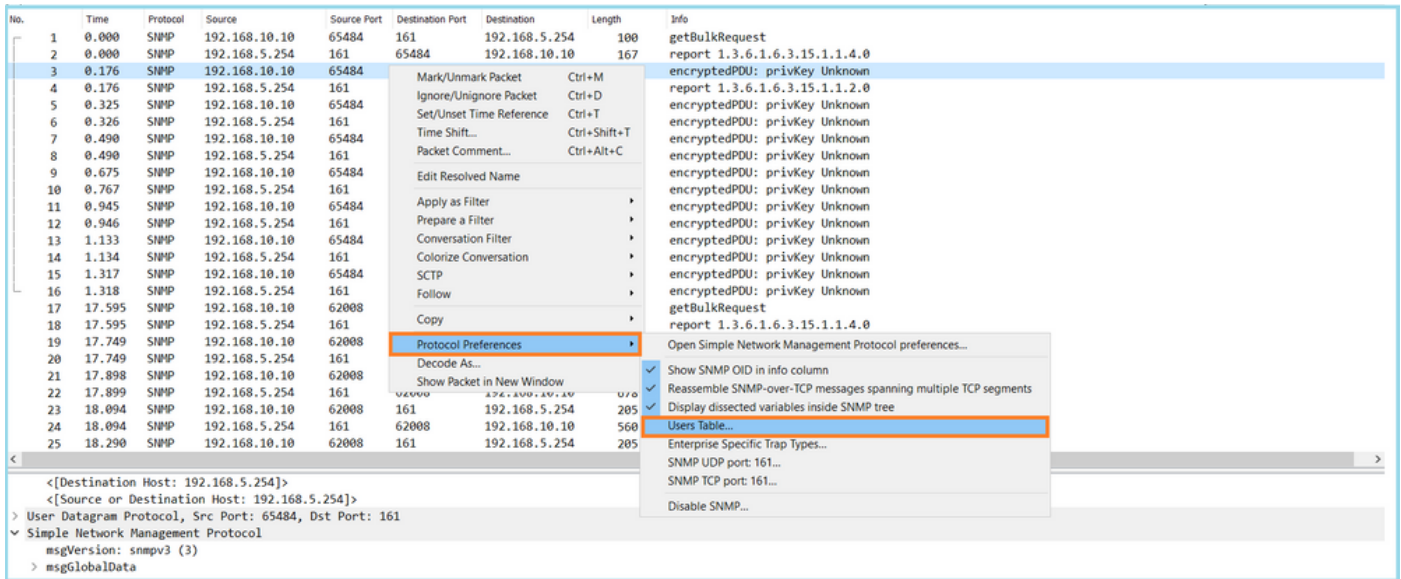 No. Time Protocol Source Source Port Destination Port Destination Length Info
1 0.000 SNMP 192.168.10.10 65484 161 192.168.5.254 100 getBulkRequest
2 0.000 SNMP 192.168.5.254 161 65484 192.168.10.10 167 report 1.3.6.1.6.3.15.1.1.4.0
3 0.176 SNMP 192.168.10.10 65484 encryptedPDU: privKey Unknown
4 0.176 SNMP 192.168.5.254 161 report 1.3.6.1.6.3.15.1.1.2.0
5 0.325 SNMP 192.168.10.10 65484 encryptedPDU: privKey Unknown
6 0.326 SNMP 192.168.5.254 161 encryptedPDU: privKey Unknown
7 0.490 SNMP 192.168.10.10 65484 encryptedPDU: privKey Unknown
8 0.490 SNMP 192.168.5.254 161 encryptedPDU: privKey Unknown
9 0.675 SNMP 192.168.10.10 65484 encryptedPDU: privKey Unknown
10 0.767 SNMP 192.168.5.254 161 encryptedPDU: privKey Unknown
11 0.945 SNMP 192.168.10.10 65484 encryptedPDU: privKey Unknown
12 0.946 SNMP 192.168.5.254 161 encryptedPDU: privKey Unknown
13 1.133 SNMP 192.168.10.10 65484 encryptedPDU: privKey Unknown
14 1.134 SNMP 192.168.5.254 161 encryptedPDU: privKey Unknown
15 1.317 SNMP 192.168.10.10 65484 encryptedPDU: privKey Unknown
16 1.318 SNMP 192.168.5.254 161 encryptedPDU: privKey Unknown
17 17.595 SNMP 192.168.10.10 62008 getBulkRequest
18 17.595 SNMP 192.168.5.254 161 report 1.3.6.1.6.3.15.1.1.4.0
19 17.749 SNMP 192.168.10.10 62008
20 17.749 SNMP 192.168.5.254 161
21 17.898 SNMP 192.168.10.10 62008
22 17.899 SNMP 192.168.5.254 161 62008 192.168.10.10 678
23 18.094 SNMP 192.168.10.10 62008 161 192.168.5.254 205
24 18.094 SNMP 192.168.5.254 161 62008 192.168.10.10 560
25 18.290 SNMP 192.168.10.10 62008 161 192.168.5.254 205
Mark/Unmark Packet Ctrl+M
Ignore/Unignore Packet Ctrl+D
Set/Unset Time Reference Ctrl+T
Time Shift... Ctrl+Shift+T
Packet Comment... Ctrl+Alt+C
Edit Resolved Name
Apply as Filter
Prepare a Filter
Conversation Filter
Colorize Conversation
SCTP
Follow
Copy
Protocol Preferences
Decode As...
Show Packet in New Window
Open Simple Network Management Protocol preferences...
Show SNMP OID in info column
Reassemble SNMP-over-TCP messages spanning multiple TCP segments
Display dissected variables inside SNMP tree
Users Table...
Enterprise Specific Trap Types...
SNMP UDP port: 161...
SNMP TCP port: 161...
Disable SNMP...
<[Destination Host: 192.168.5.254]>
<[Source or Destination Host: 192.168.5.254]>
User Datagram Protocol, Src Port: 65484, Dst Port: 161
Simple Network Management Protocol
msgVersion: snmpv3 (3)
msgGlobalData